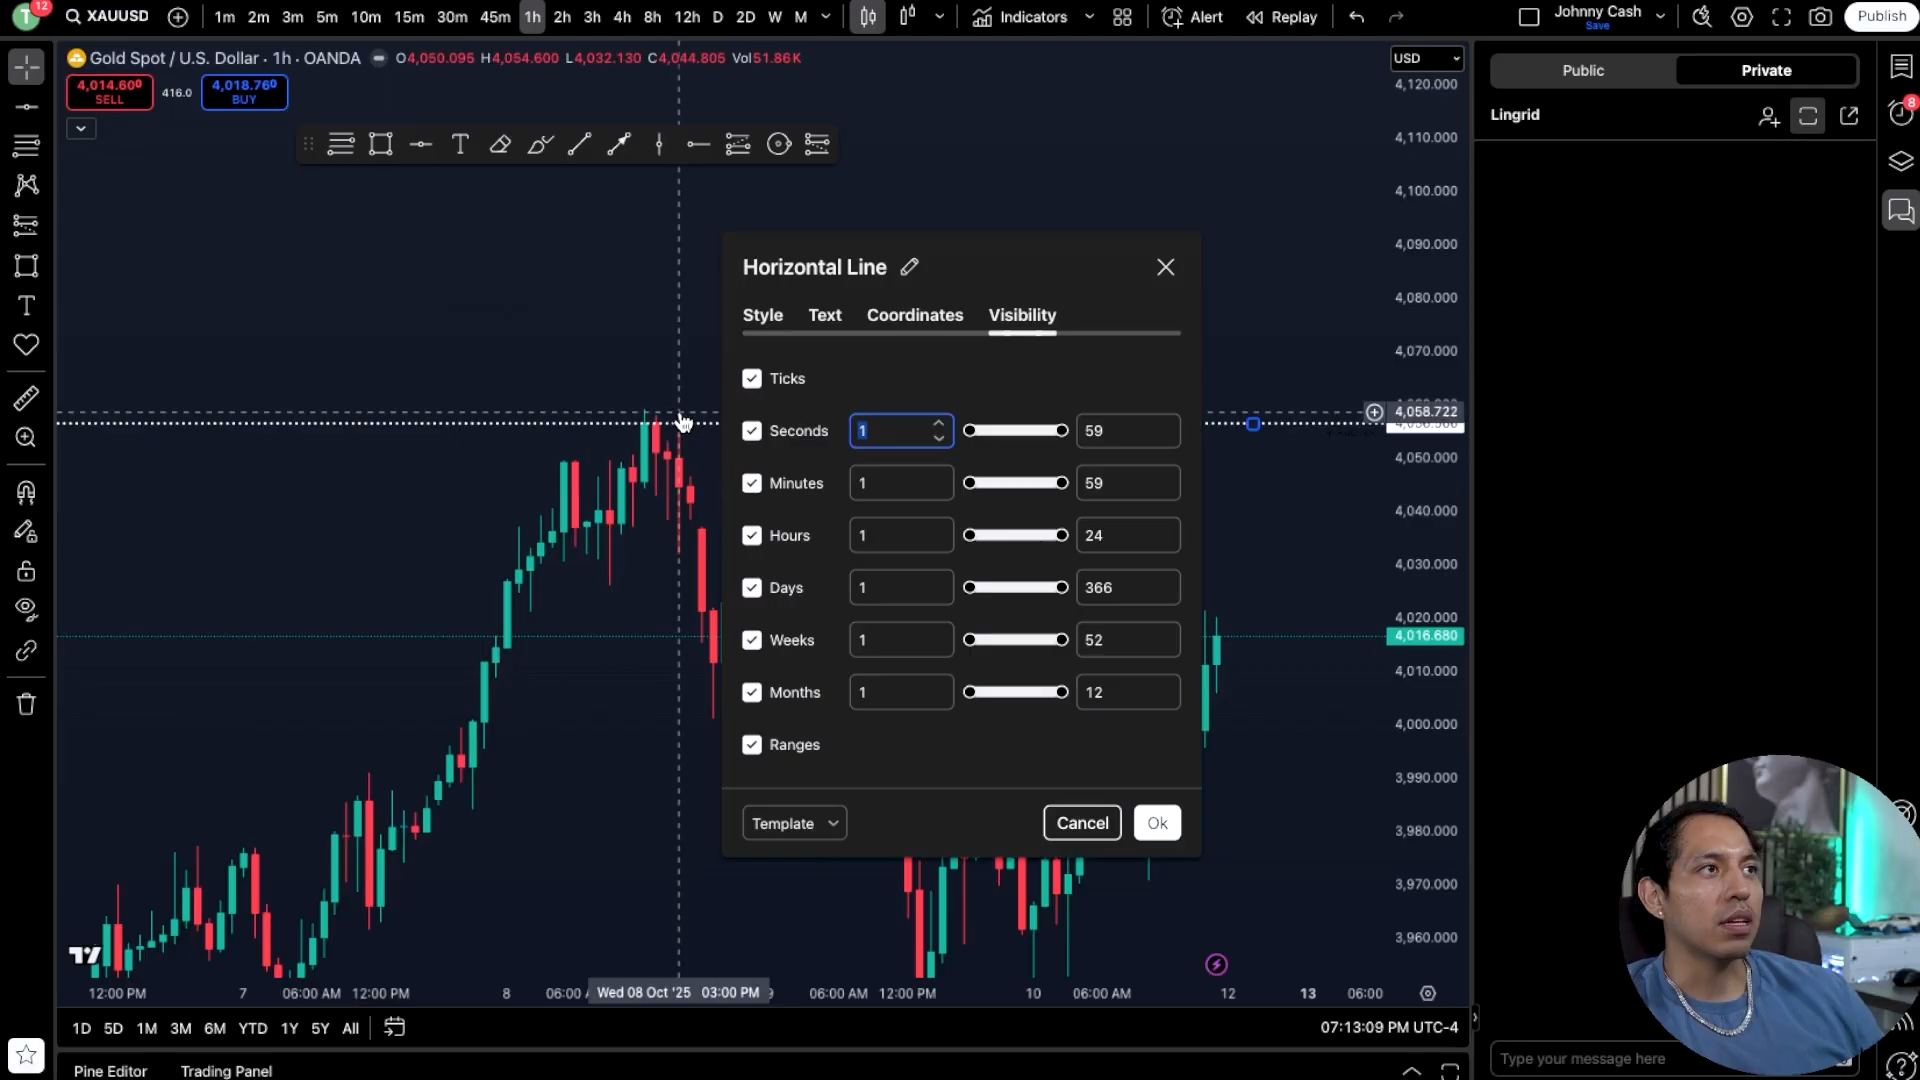 T 12 XAUUSD 1m 2m 3m 5m 10m 15m 30m 45m 1h 2h 3h 4h 8h 12h D 2D W M Indicators Alert Replay Johnny Cash Save Publish
Gold Spot / U.S. Dollar · 1h · OANDA O4,050.095 H4,054.600 L4,032.130 C4,044.805 Vol51.86K USD
4,014.600 SELL 416.0 4,018.760 BUY
Public Private
Lingrid
8
4,120.000
4,110.000
4,100.000
4,090.000
4,080.000
4,070.000
4,058.722
4,050.000
4,040.000
4,030.000
4,020.000
4,016.680
4,010.000
4,000.000
3,990.000
3,980.000
3,970.000
3,960.000
Horizontal Line
Style Text Coordinates Visibility
Ticks
Seconds 1 59
Minutes 1 59
Hours 1 24
Days 1 366
Weeks 1 52
Months 1 12
Ranges
Template Cancel Ok
12:00 PM 7 06:00 AM 12:00 PM 8 06:00 Wed 08 Oct '25 03:00 PM 9 06:00 AM 12:00 PM 10 06:00 AM 12 13 06:00
1D 5D 1M 3M 6M YTD 1Y 5Y All 07:13:09 PM UTC-4
Pine Editor Trading Panel
Type your message here